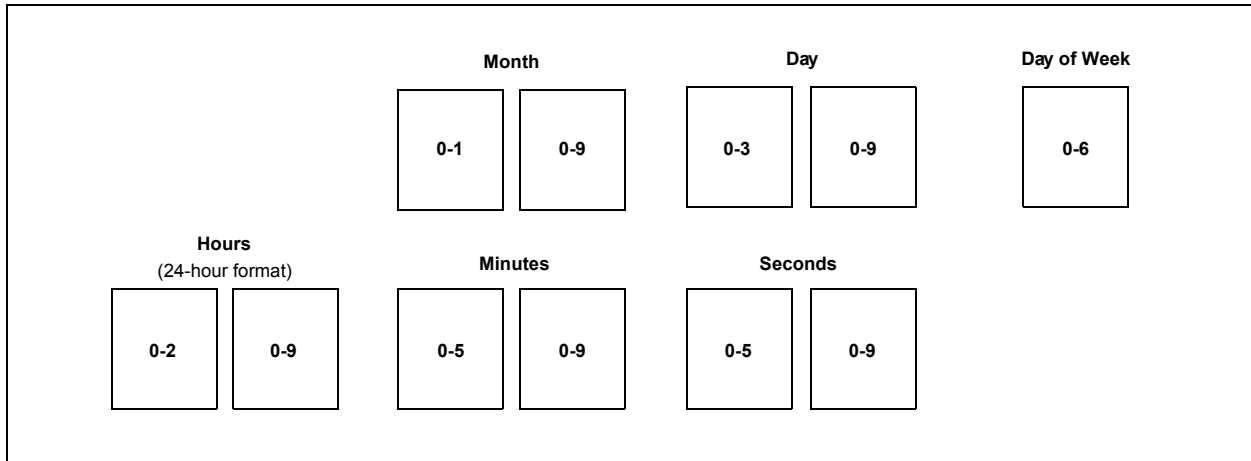 Month Day Day of Week
0-1 0-9 0-3 0-9 0-6
Hours
(24-hour format) Minutes Seconds
0-2 0-9 0-5 0-9 0-5 0-9